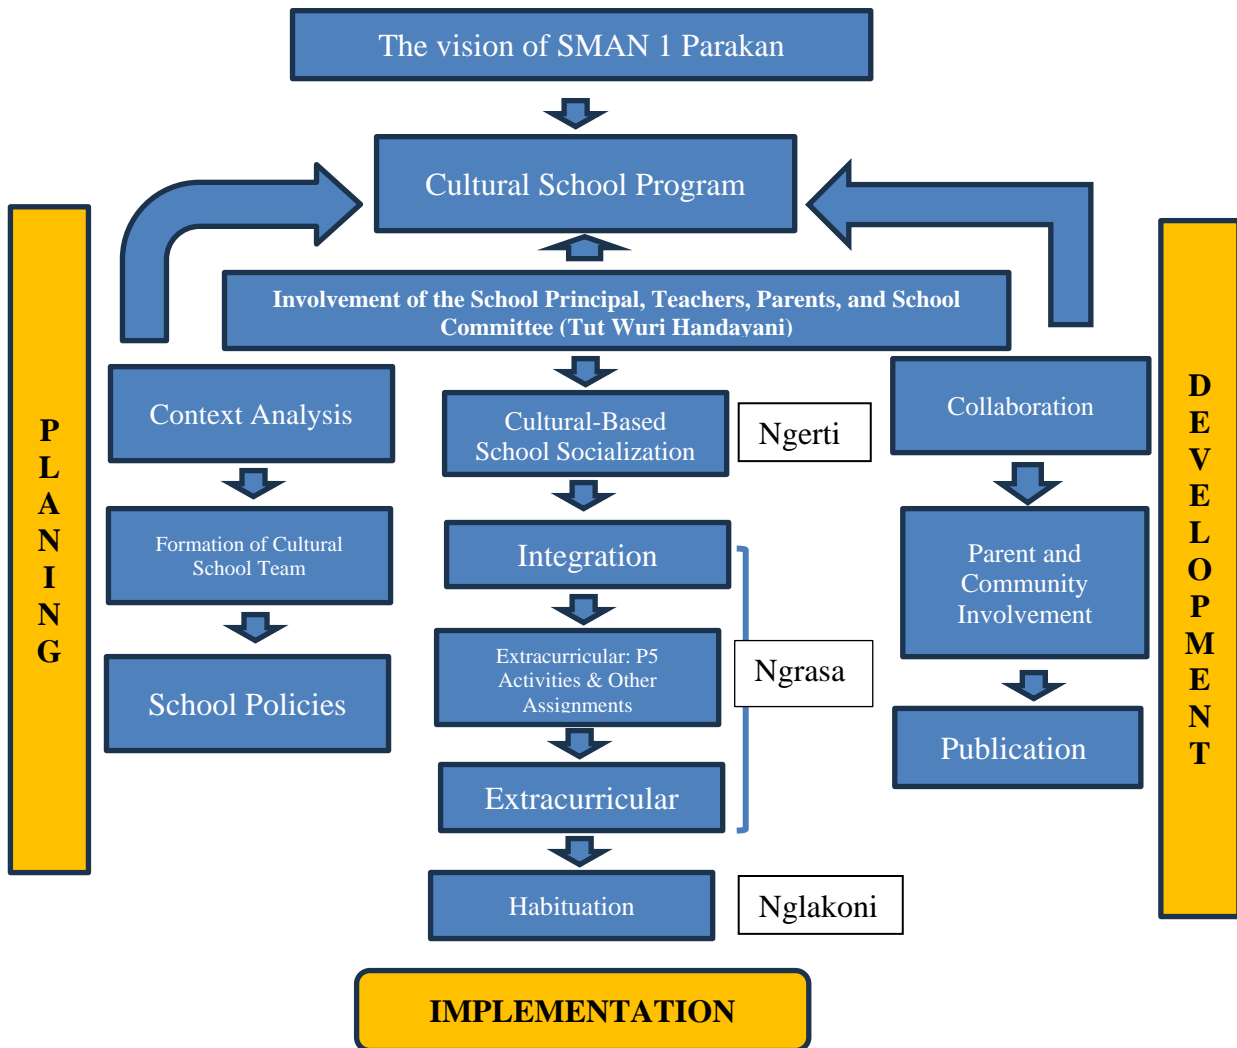 The vision of SMAN 1 Parakan
Cultural School Program
Involvement of the School Principal, Teachers, Parents, and School
Committee (Tut Wuri Handayani)
PLANING
Context Analysis
Formation of Cultural
School Team
School Policies
Cultural-Based
School Socialization
Ngerti
Integration
Extracurricular: P5
Activities & Other
Assignments
Ngrasa
Extracurricular
Habituation
Nglakoni
IMPLEMENTATION
Collaboration
Parent and
Community
Involvement
Publication
DEVELOPMENT